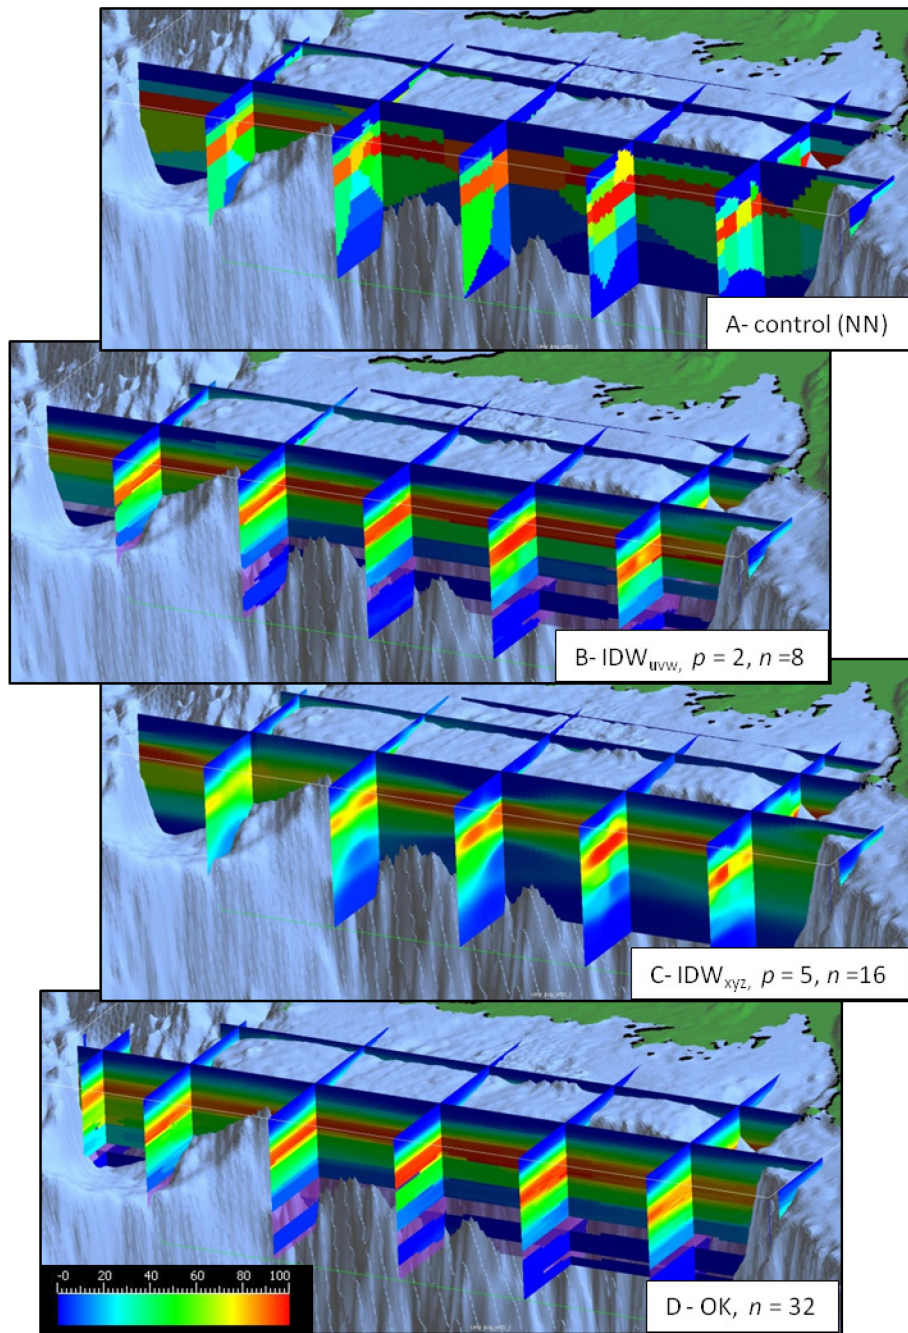 A- control (NN)
B- IDWuvw, p = 2, n =8
C- IDWxyz, p = 5, n =16
-0 20 40 60 80 100
D - OK, n = 32